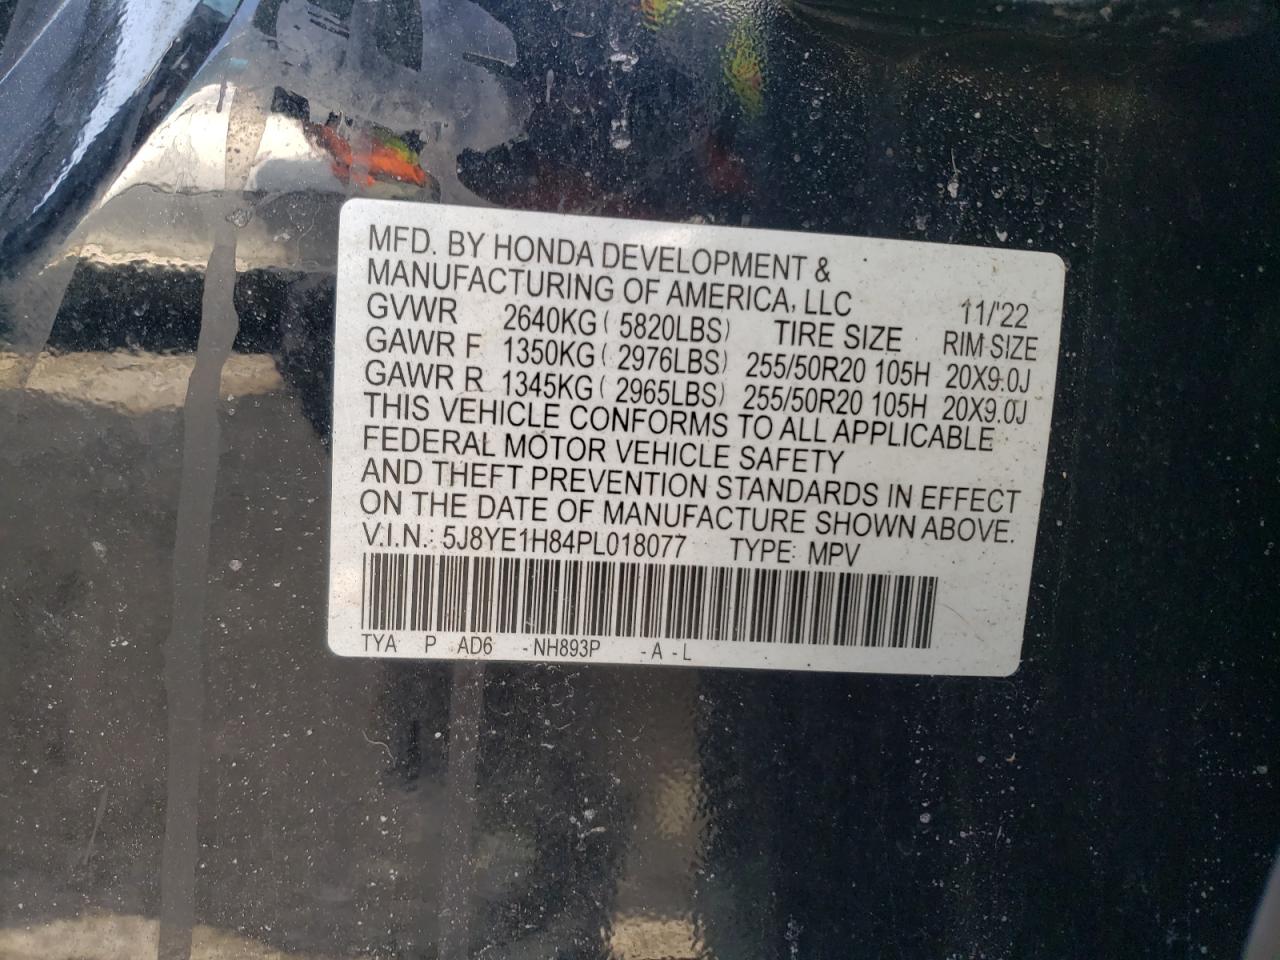 MFD. BY HONDA DEVELOPMENT &
MANUFACTURING OF AMERICA, LLC 11/'22
GVWR 2640KG ( 5820LBS) TIRE SIZE RIM SIZE
GAWR F 1350KG ( 2976LBS) 255/50R20 105H 20X9.0J
GAWR R 1345KG ( 2965LBS) 255/50R20 105H 20X9.0J
THIS VEHICLE CONFORMS TO ALL APPLICABLE
FEDERAL MOTOR VEHICLE SAFETY
AND THEFT PREVENTION STANDARDS IN EFFECT
ON THE DATE OF MANUFACTURE SHOWN ABOVE.
V.I.N.: 5J8YE1H84PL018077 TYPE: MPV
TYA P AD6 -NH893P -A -L